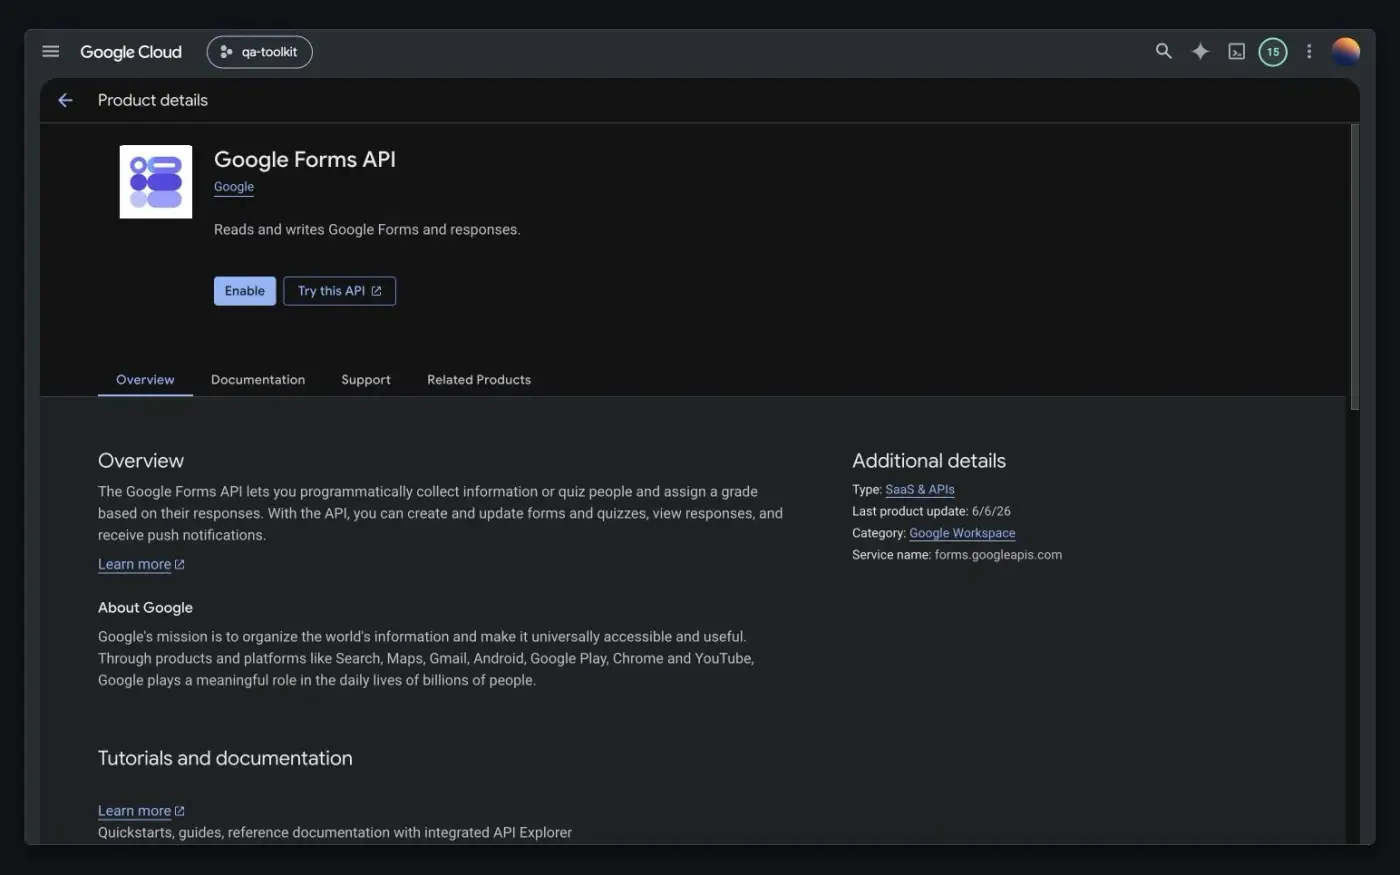 Google Cloud
qa-toolkit
15
Product details
Google Forms API
Google
Reads and writes Google Forms and responses.
Enable
Try this API
Overview
Documentation
Support
Related Products
Overview
The Google Forms API lets you programmatically collect information or quiz people and assign a grade
based on their responses. With the API, you can create and update forms and quizzes, view responses, and
receive push notifications.
Learn more
About Google
Google's mission is to organize the world's information and make it universally accessible and useful.
Through products and platforms like Search, Maps, Gmail, Android, Google Play, Chrome and YouTube,
Google plays a meaningful role in the daily lives of billions of people.
Additional details
Type: SaaS & APIs
Last product update: 6/6/26
Category: Google Workspace
Service name: forms.googleapis.com
Tutorials and documentation
Learn more
Quickstarts, guides, reference documentation with integrated API Explorer